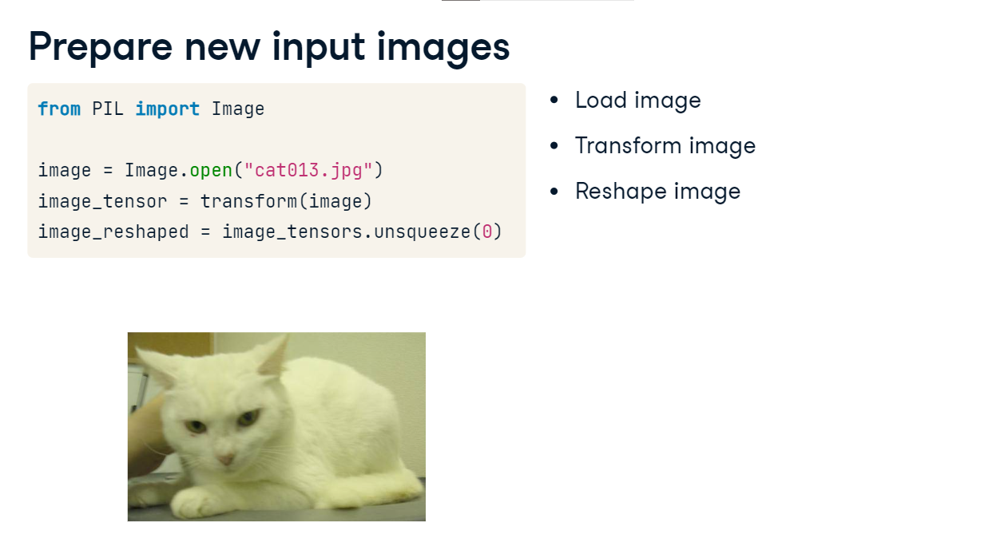 Prepare new input images
from PIL import Image
image = Image.open("cat013.jpg")
image_tensor = transform(image)
image_reshaped = image_tensors.unsqueeze(0)
• Load image
• Transform image
• Reshape image